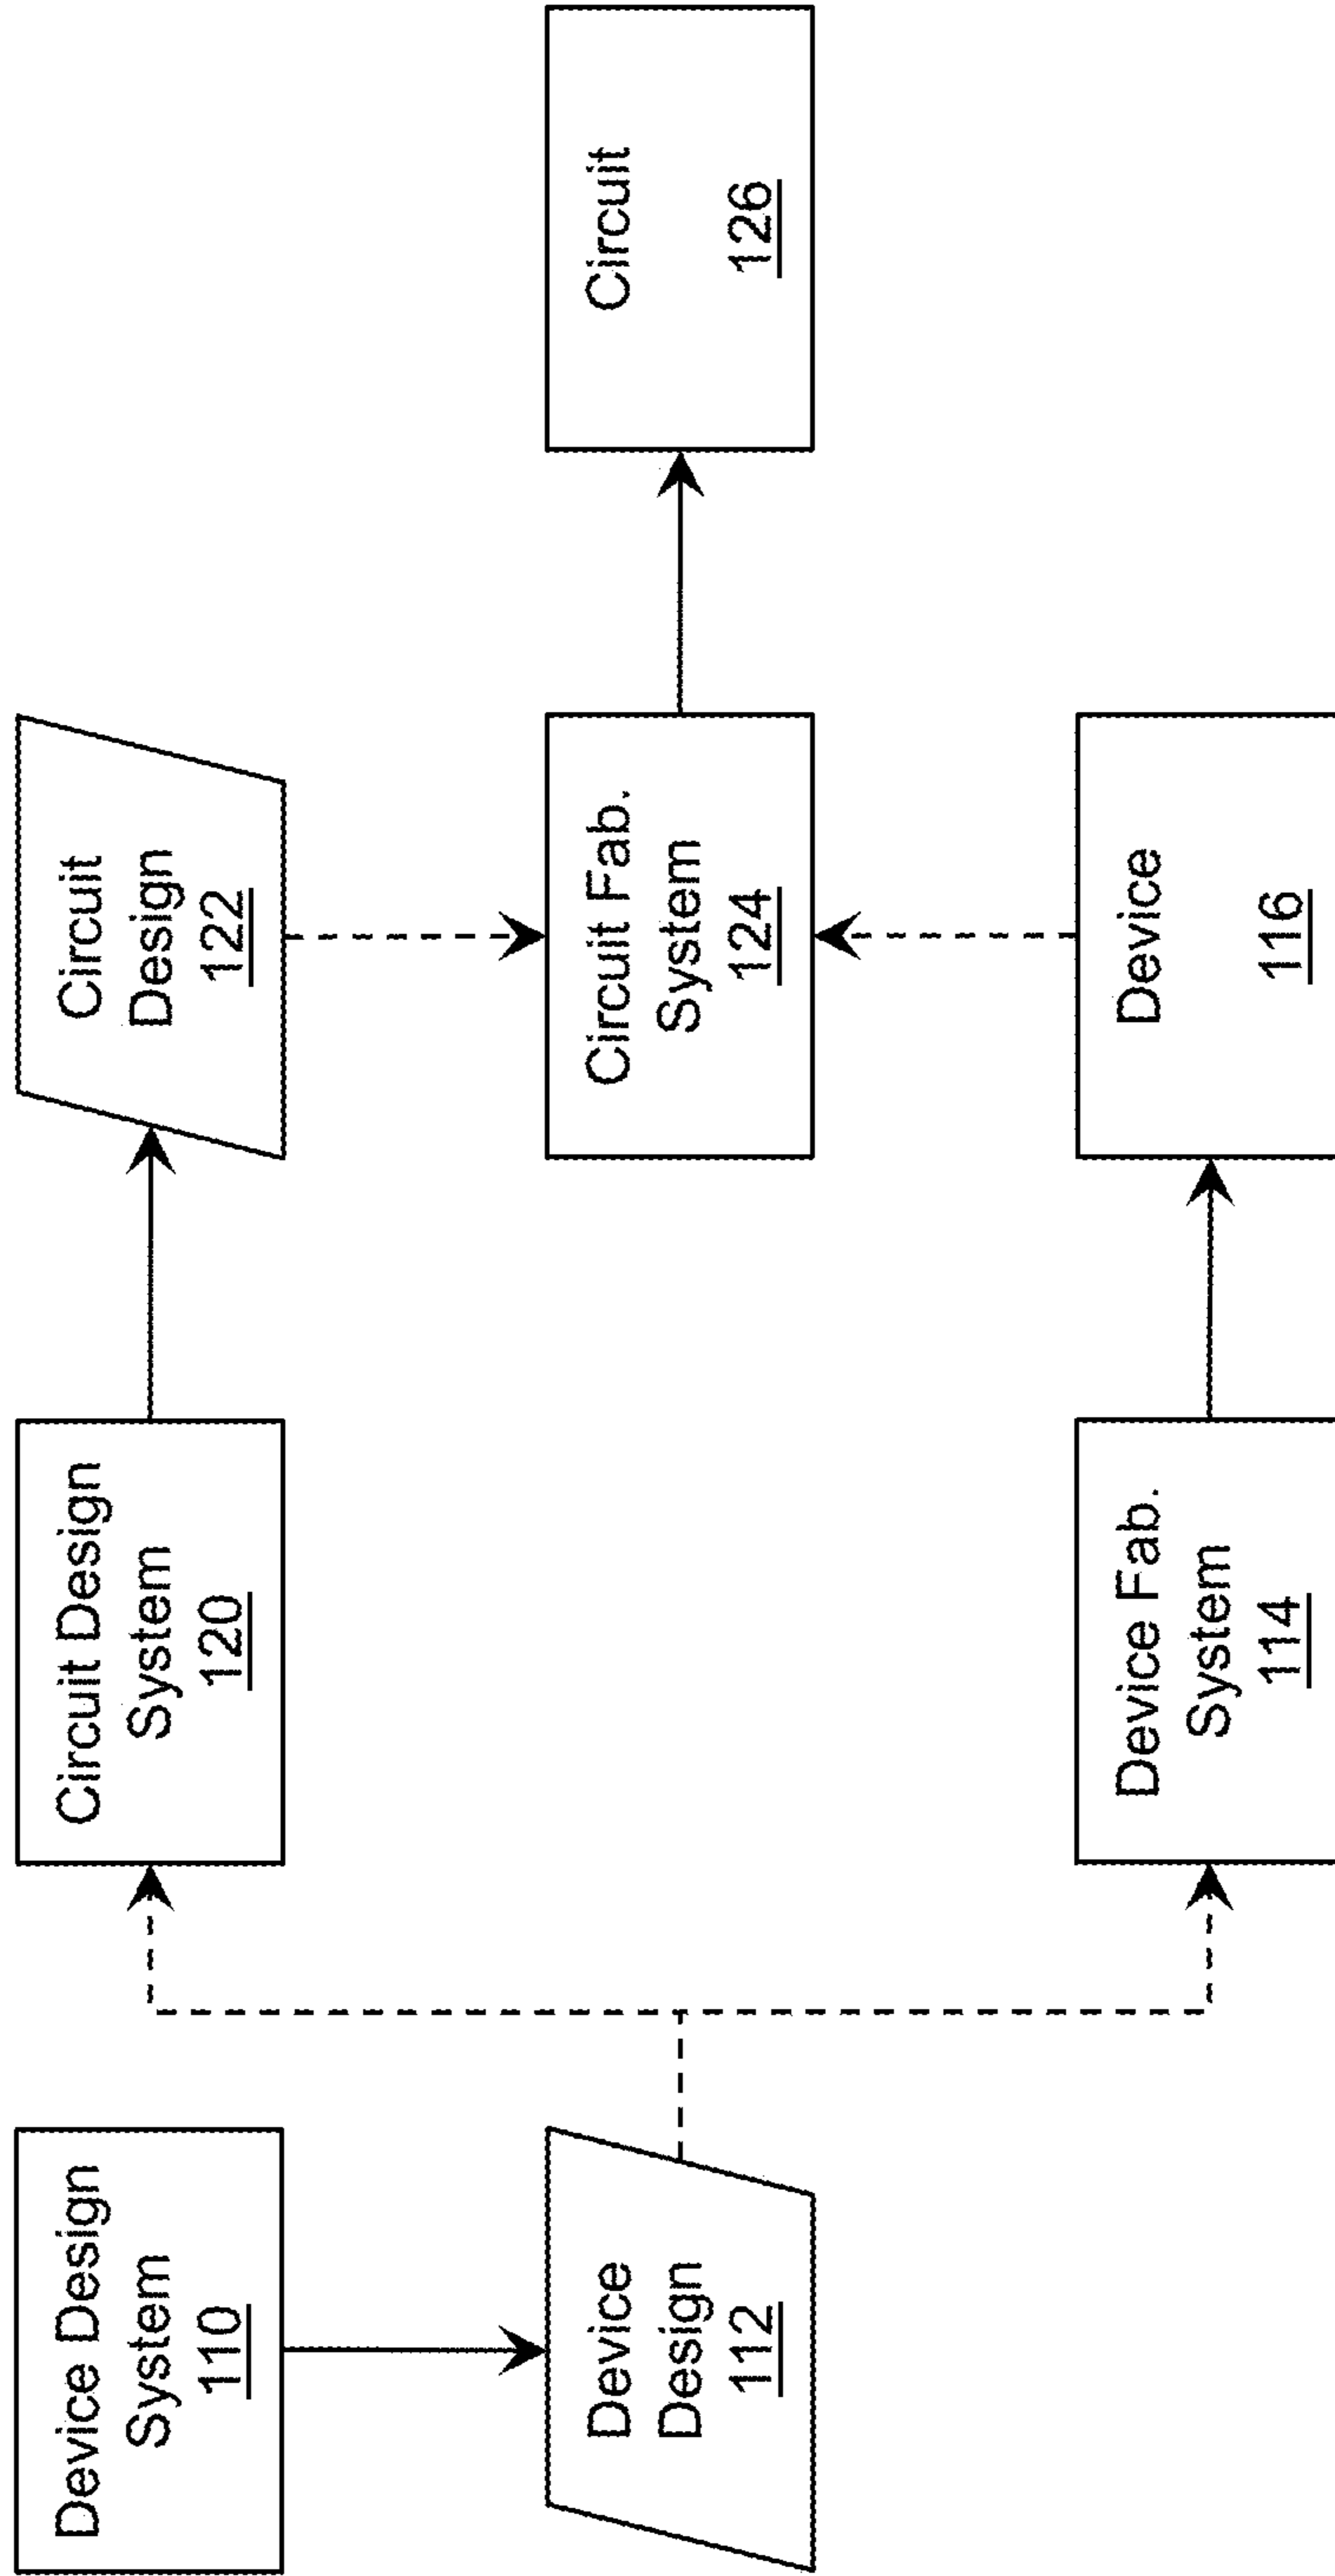 Device Design
System
110
Device
Design
112
Circuit Design
System
120
Device Fab.
System
114
Circuit
Design
122
Circuit Fab.
System
124
Device
116
Circuit
126